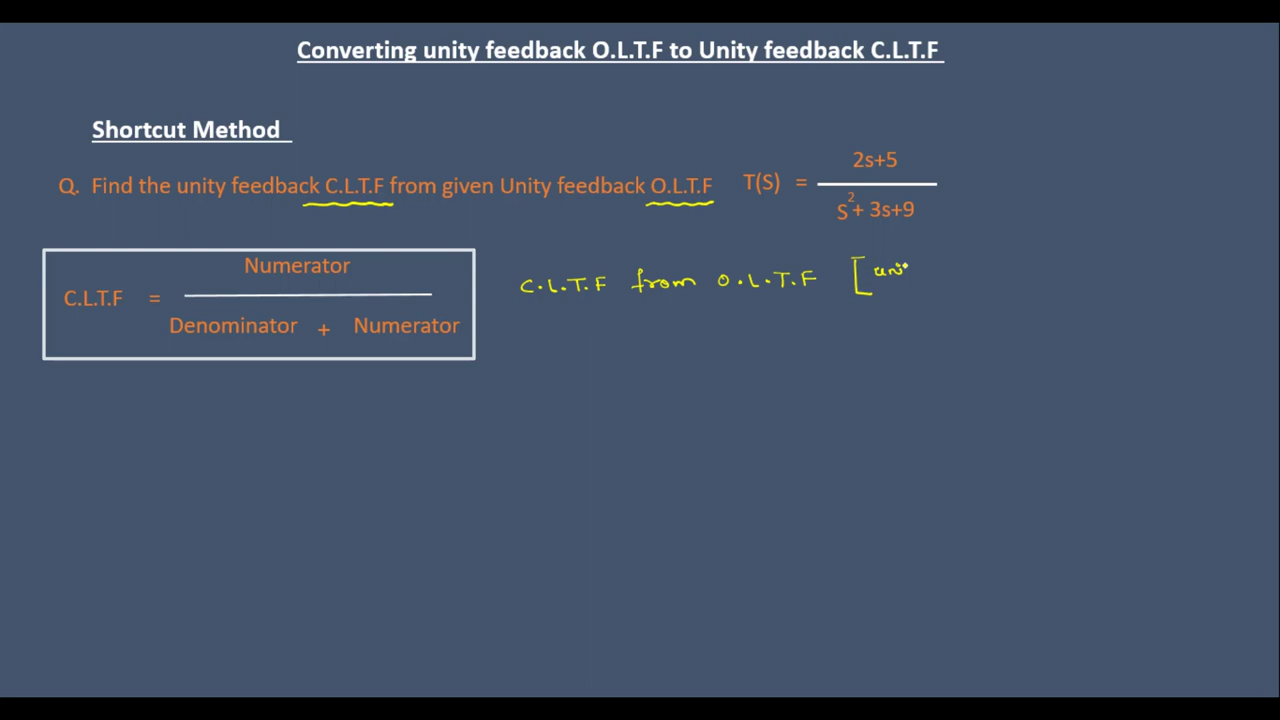 Converting unity feedback O.L.T.F to Unity feedback C.L.T.F
Shortcut Method
Q. Find the unity feedback C.L.T.F from given Unity feedback O.L.T.F T(S) = 2s+5
S² + 3s+9
Numerator
C.L.T.F =
Denominator + Numerator
C.L.T.F from O.L.T.F [uni